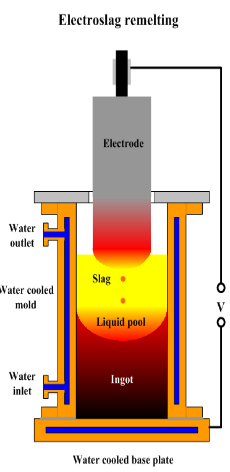 Electroslag remelting
Electrode
Water
outlet
Slag
Water cooled
mold
V
Liquid pool
Water
inlet
Ingot
Water cooled base plate